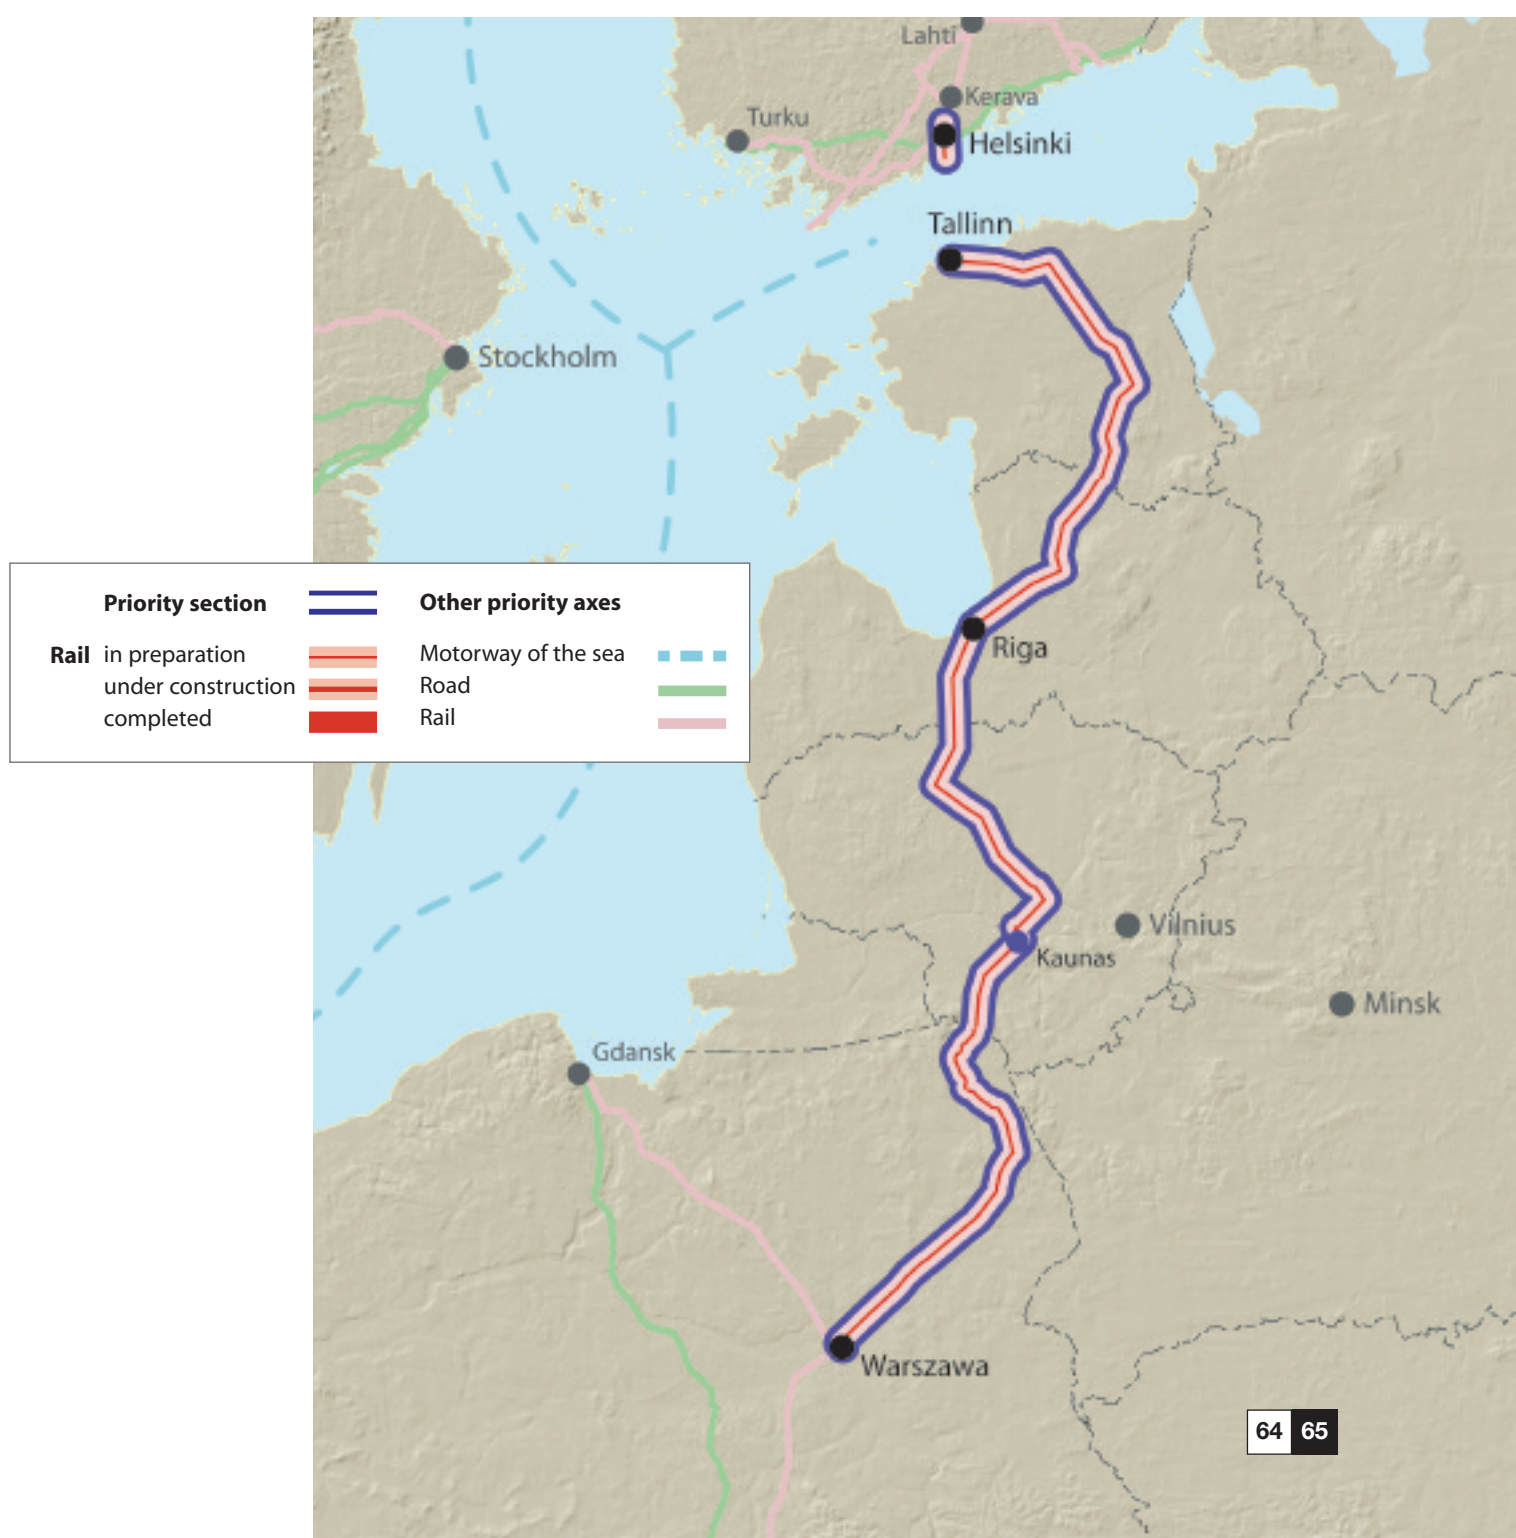 Lahti
Kerava
Turku
Helsinki
Tallinn
Stockholm
Priority section
Other priority axes
Rail in preparation
Motorway of the sea
under construction
Road
completed
Rail
Riga
Vilnius
Kaunas
Minsk
Gdansk
Warszawa
64 65